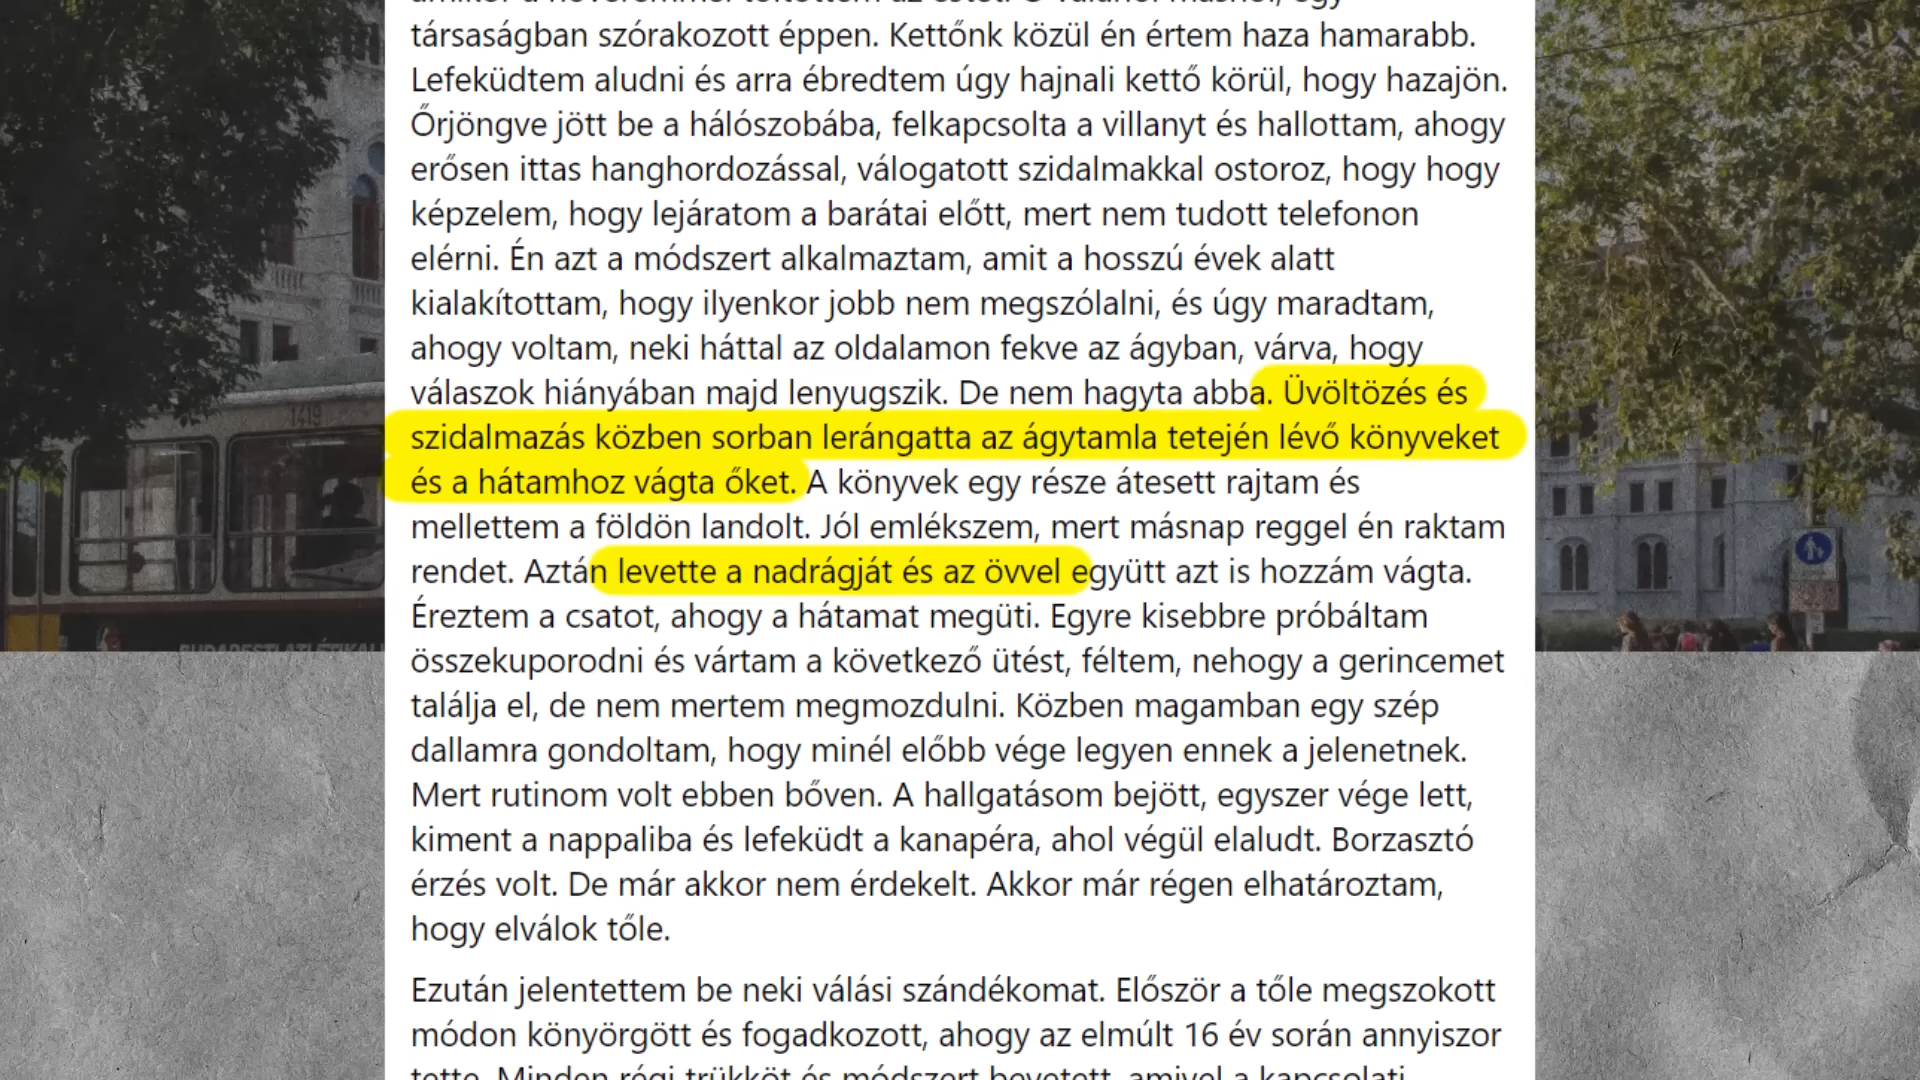 társaságban szórakozott éppen. Kettőnk közül én értem haza hamarabb.
Lefeküdtem aludni és arra ébredtem úgy hajnali kettő körül, hogy hazajön.
Őrjöngve jött be a hálószobába, felkapcsolta a villanyt és hallottam, ahogy
erősen ittas hanghordozással, válogatott szidalmakkal ostoroz, hogy hogy
képzelem, hogy lejáratom a barátai előtt, mert nem tudott telefonon
elérni. Én azt a módszert alkalmaztam, amit a hosszú évek alatt
kialakítottam, hogy ilyenkor jobb nem megszólalni, és úgy maradtam,
ahogy voltam, neki háttal az oldalamon fekve az ágyban, várva, hogy
válaszok hiányában majd lenyugszik. De nem hagyta abba. Üvöltözés és
szidalmazás közben sorban lerángatta az ágytamla tetején lévő könyveket
és a hátamhoz vágta őket. A könyvek egy része átesett rajtam és
mellettem a földön landolt. Jól emlékszem, mert másnap reggel én raktam
rendet. Aztán levette a nadrágját és az övvel együtt azt is hozzám vágta.
Éreztem a csatot, ahogy a hátamat megüti. Egyre kisebbre próbáltam
összekuporodni és vártam a következő ütést, féltem, nehogy a gerincemet
találja el, de nem mertem megmozdulni. Közben magamban egy szép
dallamra gondoltam, hogy minél előbb vége legyen ennek a jelenetnek.
Mert rutinom volt ebben bőven. A hallgatásom bejött, egyszer vége lett,
kiment a nappaliba és lefeküdt a kanapéra, ahol végül elaludt. Borzasztó
érzés volt. De már akkor nem érdekelt. Akkor már régen elhatároztam,
hogy elválok tőle.
Ezután jelentettem be neki válási szándékomat. Először a tőle megszokott
módon könyörgött és fogadkozott, ahogy az elmúlt 16 év során annyiszor
tette. Minden régi trükköt és módszert bevetett, amivel a kapcsolati
1419